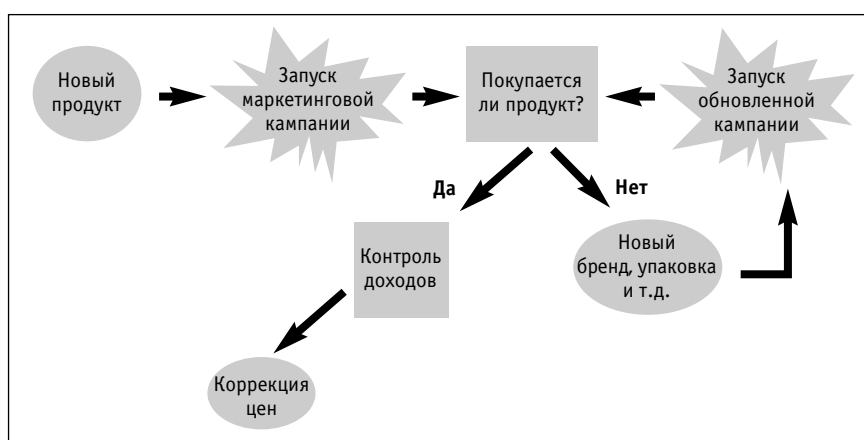 Новый
продукт
Запуск
маркетинговой
кампании
Покупается
ли продукт?
Запуск
обновленной
кампании
Да
Нет
Контроль
доходов
Новый
бренд, упаковка
и т.д.
Коррекция
цен